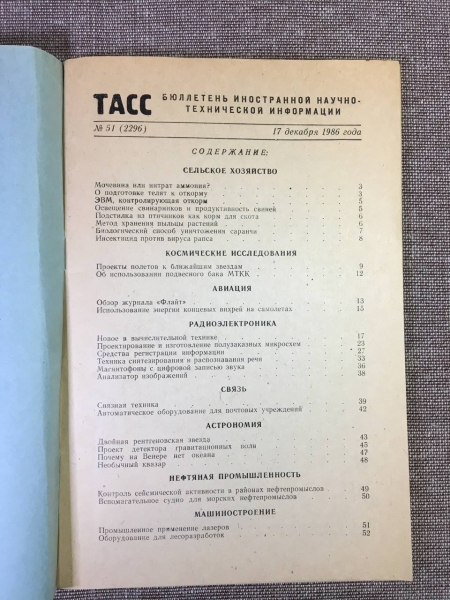 ТАСС БЮЛЛЕТЕНЬ ИНОСТРАННОЙ НАУЧНО-
ТЕХНИЧЕСКОЙ ИНФОРМАЦИИ
№ 51 (2296) 17 декабря 1986 года
СОДЕРЖАНИЕ:
СЕЛЬСКОЕ ХОЗЯЙСТВО
Мочевина или нитрат аммония? 3
О подготовке телят к откорму 3
ЭВМ, контролирующая откорм 5
Освещение свинарников и продуктивность свиней 5
Подстилка из птичников как корм для скота 6
Метод хранения пыльцы растений 6
Биологический способ уничтожения саранчи 7
Инсектицид против вируса рапса 8
КОСМИЧЕСКИЕ ИССЛЕДОВАНИЯ
Проекты полетов к ближайшим звездам 9
Об использовании подвесного бака МТКК 12
АВИАЦИЯ
Обзор журнала «Флайт» 13
Использование энергии концевых вихрей на самолетах 15
РАДИОЭЛЕКТРОНИКА
Новое в вычислительной технике 17
Проектирование и изготовление полузаказных микросхем 23
Средства регистрации информации 27
Техника синтезирования и распознавания речи 33
Магнитофоны с цифровой записью звука 36
Анализатор изображений 38
СВЯЗЬ
Связная техника 39
Автоматическое оборудование для почтовых учреждений 42
АСТРОНОМИЯ
Двойная рентгеновская звезда 43
Проект детектора гравитационных волн 45
Почему на Венере нет океана 47
Необычный квазар 48
НЕФТЯНАЯ ПРОМЫШЛЕННОСТЬ
Контроль сейсмической активности в районах нефтепромыслов 49
Вспомогательное судно для морских нефтепромыслов 50
МАШИНОСТРОЕНИЕ
Промышленное применение лазеров 51
Оборудование для лесоразработок 52